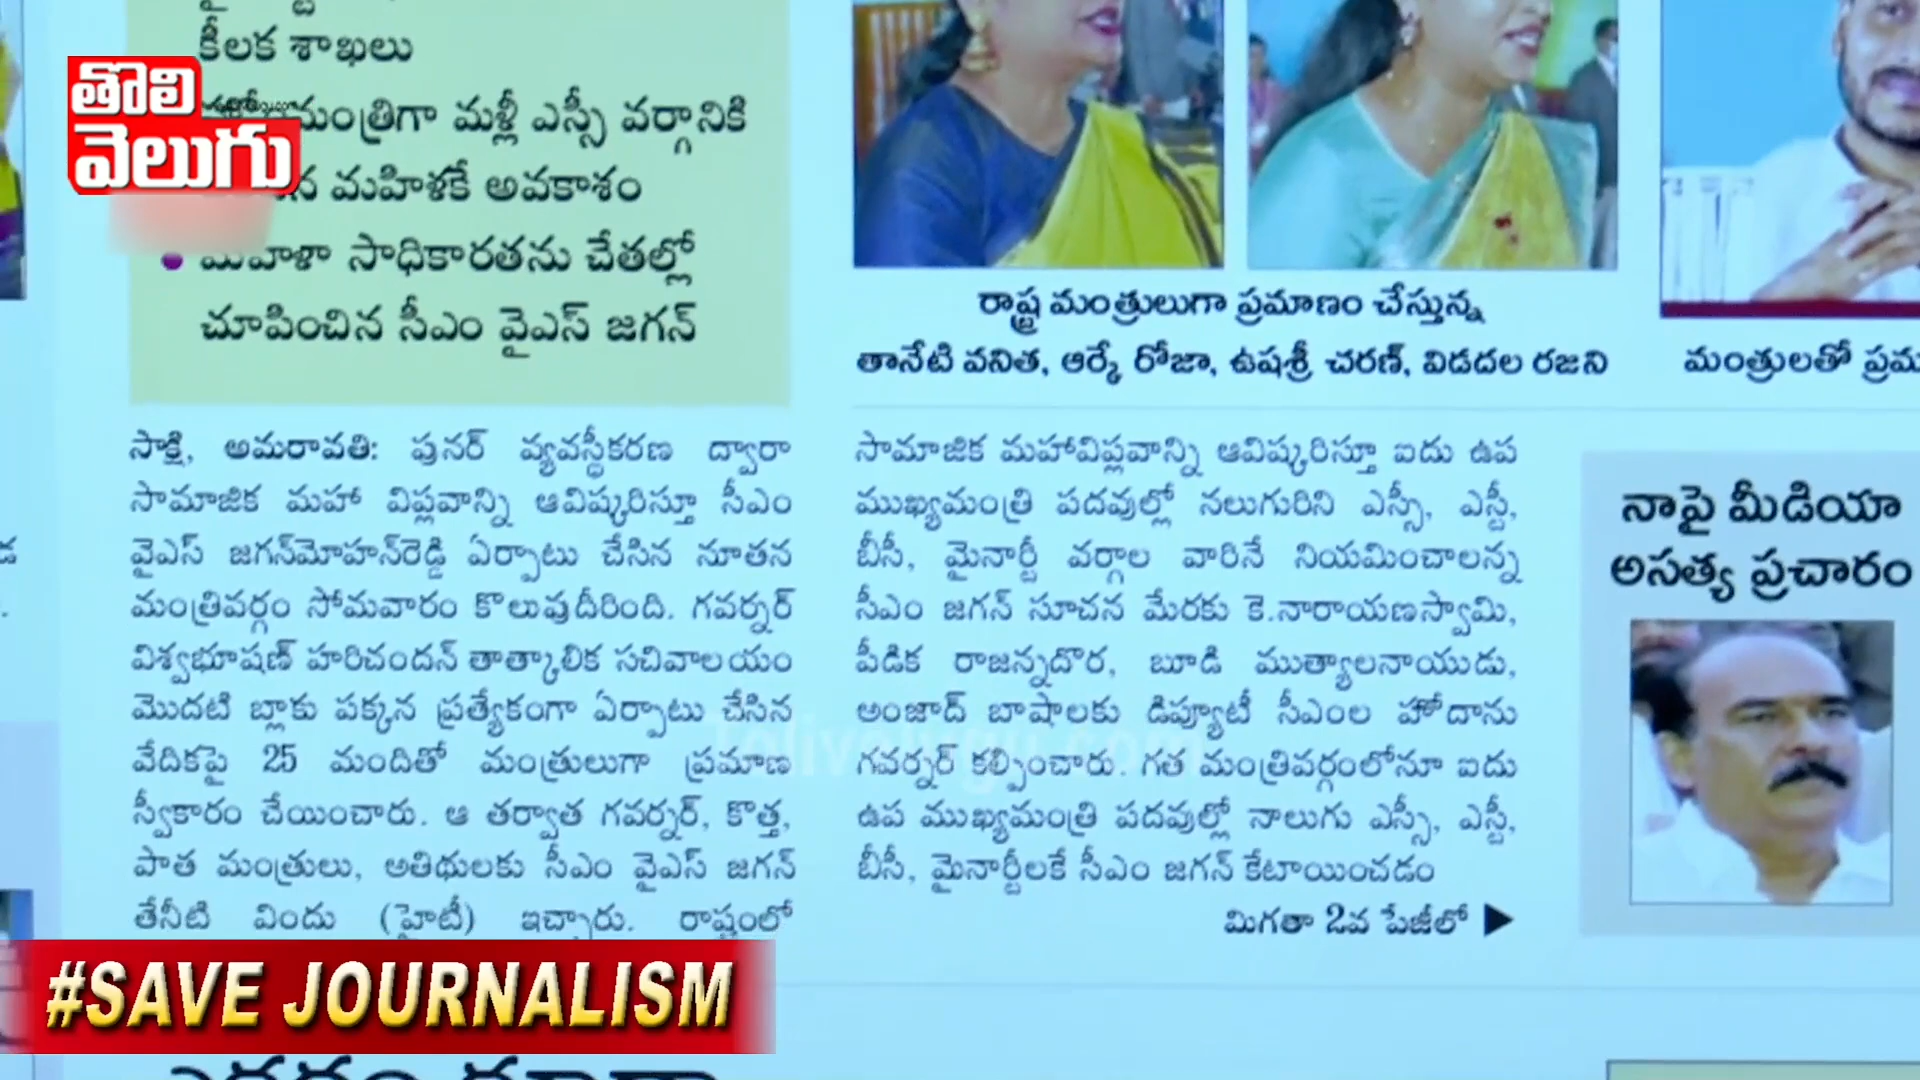 కీలక శాఖలు
తొలి
వెలుగు
మంత్రిగా మళ్లీ ఎస్సీ వర్గానికి
మహిళకే అవకాశం
మహిళా సాధికారతను చేతల్లో
చూపించిన సీఎం వైఎస్ జగన్
రాష్ట్ర మంత్రులుగా ప్రమాణం చేస్తున్న
తానేటి వనిత, ఆర్కే రోజా, ఉషశ్రీ చరణ్, విడదల రజని
మంత్రులతో
సాక్షి, అమరావతి: పునర్ వ్యవస్థీకరణ ద్వారా
సామాజిక మహా విప్లవాన్ని ఆవిష్కరిస్తూ సీఎం
వైఎస్ జగన్‌మోహన్‌రెడ్డి ఏర్పాటు చేసిన నూతన
మంత్రివర్గం సోమవారం కొలువుదీరింది. గవర్నర్
విశ్వభూషణ్ హరిచందన్ తాత్కాలిక సచివాలయం
మొదటి బ్లాకు పక్కన ప్రత్యేకంగా ఏర్పాటు చేసిన
వేదికపై 25 మందితో మంత్రులుగా ప్రమాణ
స్వీకారం చేయించారు. ఆ తర్వాత గవర్నర్, కొత్త,
పాత మంత్రులు, అతిథులకు సీఎం వైఎస్ జగన్
తేనీటి విందు (హైటీ) ఇచ్చారు. రాష్ట్రంలో
సామాజిక మహావిప్లవాన్ని ఆవిష్కరిస్తూ ఐదు ఉప
ముఖ్యమంత్రి పదవుల్లో నలుగురిని ఎస్సీ, ఎస్టీ,
బీసీ, మైనార్టీ వర్గాల వారినే నియమించాలన్న
సీఎం జగన్ సూచన మేరకు కె.నారాయణస్వామి,
పీడిక రాజన్నదొర, బూడి ముత్యాలనాయుడు,
అంజాద్ బాషాలకు డిప్యూటీ సీఎంల హోదాను
గవర్నర్ కల్పించారు. గత మంత్రివర్గంలోనూ ఐదు
ఉప ముఖ్యమంత్రి పదవుల్లో నాలుగు ఎస్సీ, ఎస్టీ,
బీసీ, మైనార్టీలకే సీఎం జగన్ కేటాయించడం
మిగతా 2వ పేజీలో
నాపై మీడియా
అసత్య ప్రచారం
Tolivelugu.com
#SAVE JOURNALISM